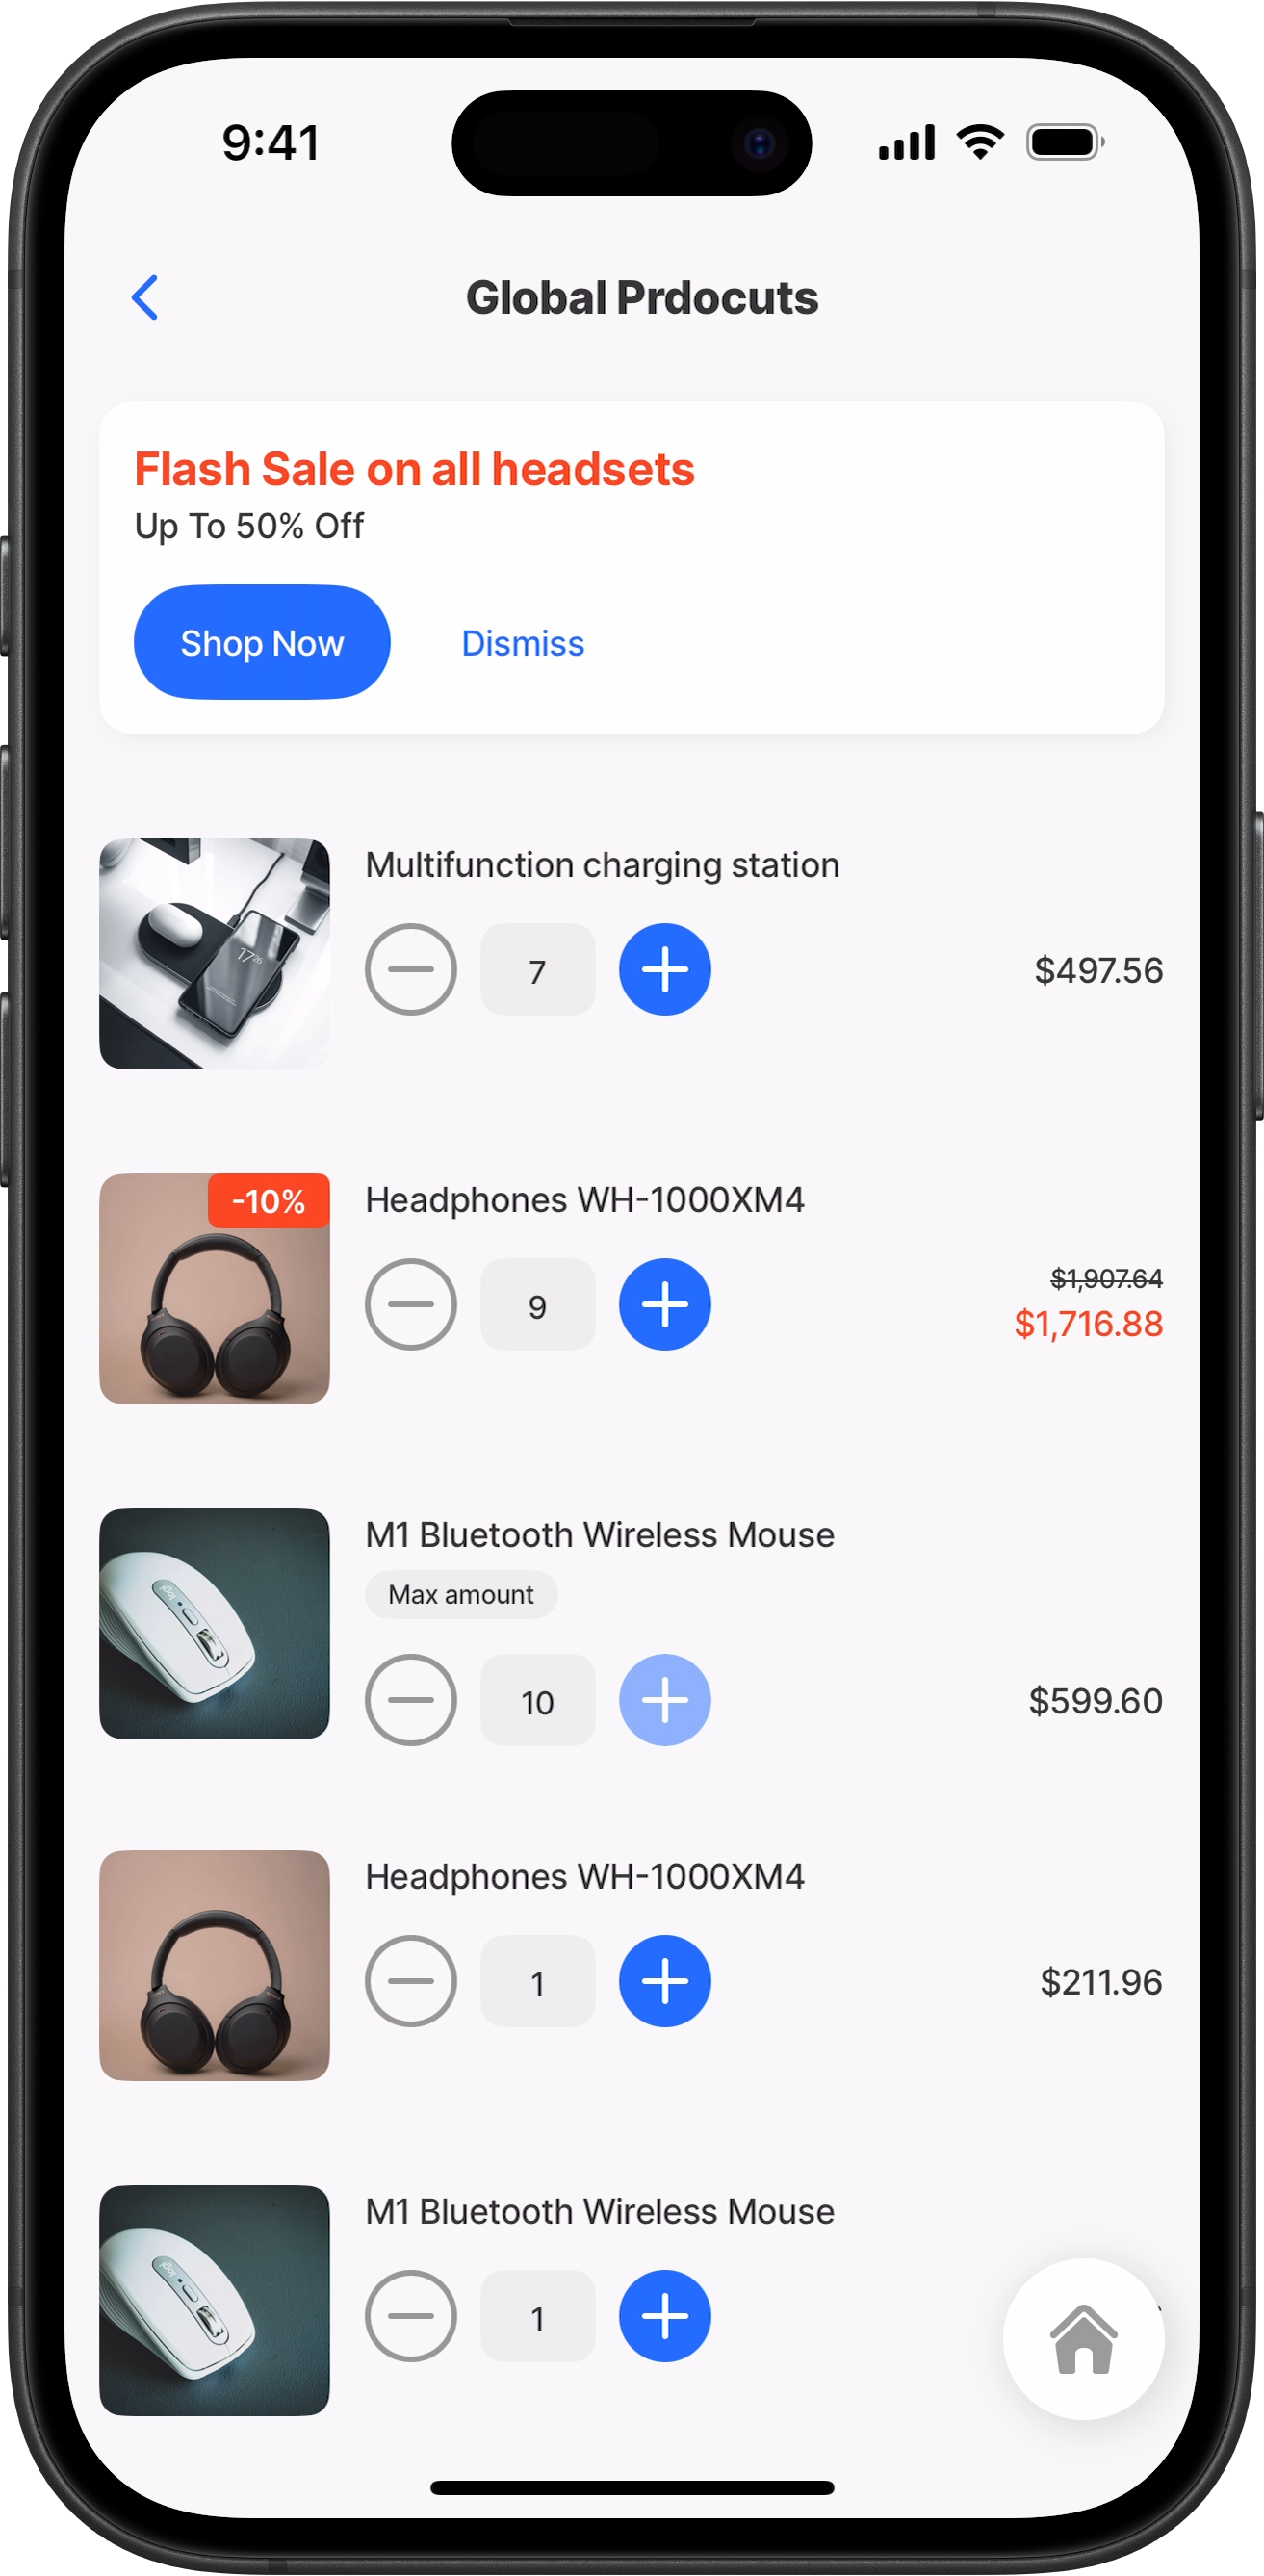 9:41
Global Prdocuts
Flash Sale on all headsets
Up To 50% Off
Shop Now Dismiss
Multifunction charging station
7 $497.56
-10%
Headphones WH-1000XM4
9
$1,907.64
$1,716.88
M1 Bluetooth Wireless Mouse
Max amount
10 $599.60
Headphones WH-1000XM4
1 $211.96
M1 Bluetooth Wireless Mouse
1